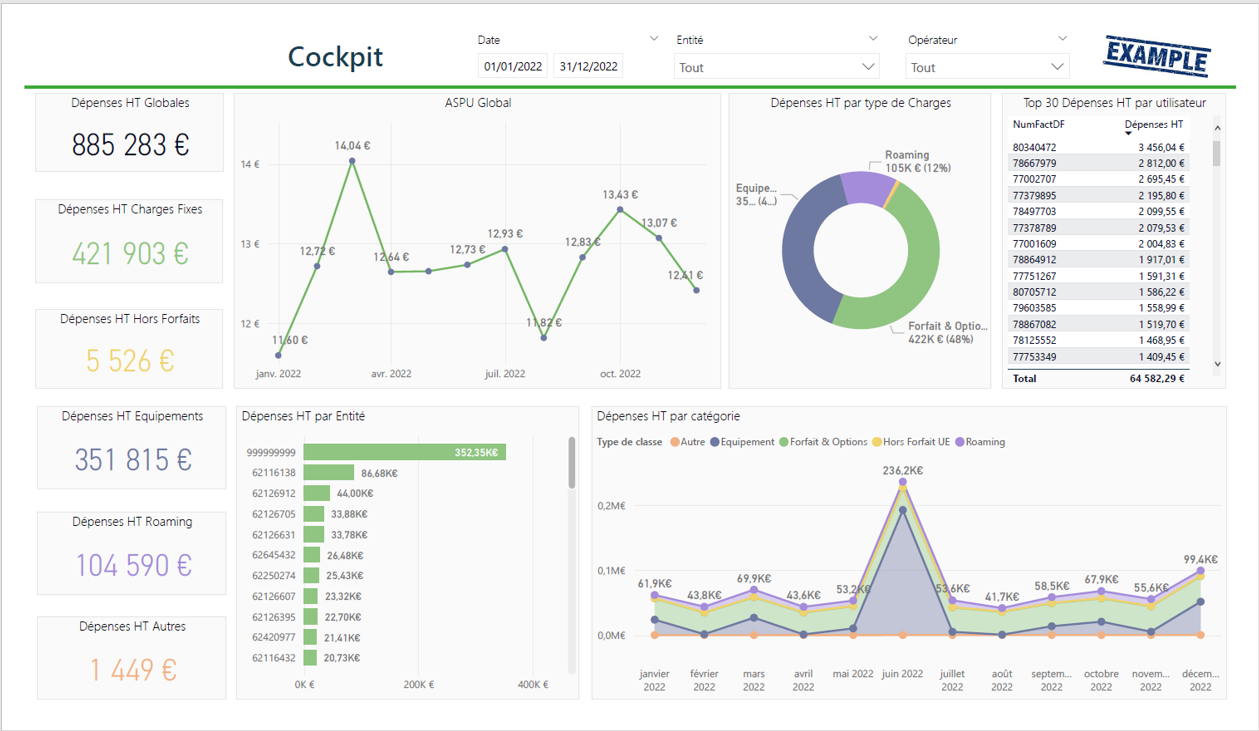 Cockpit
Date
01/01/2022
31/12/2022
Entité
Tout
Opérateur
Tout
EXAMPLE
Dépenses HT Globales
885 283 €
Dépenses HT Charges Fixes
421 903 €
Dépenses HT Hors Forfaits
5 526 €
ASPU Global
14 €
13 €
12 €
11,60 €
12,72 €
14,04 €
12,64 €
12,73 €
12,93 €
11,82 €
12,83 €
13,43 €
13,07 €
12,41 €
janv. 2022
avr. 2022
juil. 2022
oct. 2022
Dépenses HT par type de Charges
Roaming
105K € (12%)
Equipe...
35... (4...)
Forfait & Optio...
422K € (48%)
Top 30 Dépenses HT par utilisateur
NumFactDF Dépenses HT
80340472 3 456,04 €
78667979 2 812,00 €
77002707 2 695,45 €
77379895 2 195,80 €
78497703 2 099,55 €
77378789 2 079,53 €
77001609 2 004,83 €
78864912 1 917,01 €
77751267 1 591,31 €
80705712 1 586,22 €
79603585 1 558,99 €
78867082 1 519,70 €
78125552 1 468,95 €
77753349 1 409,45 €
Total 64 582,29 €
Dépenses HT Equipements
351 815 €
Dépenses HT Roaming
104 590 €
Dépenses HT Autres
1 449 €
Dépenses HT par Entité
999999999 352,35K€
62116138 86,68K€
62126912 44,00K€
62126705 33,88K€
62126631 33,78K€
62645432 26,48K€
62250274 25,43K€
62126607 23,32K€
62126395 22,70K€
62420977 21,41K€
62116432 20,73K€
0K €
200K €
400K €
Dépenses HT par catégorie
Type de classe Autre Equipement Forfait & Options Hors Forfait UE Roaming
0,2M€
0,1M€
0,0M€
61,9K€
43,8K€
69,9K€
43,6K€
53,2K€
236,2K€
53,6K€
41,7K€
58,5K€
67,9K€
55,6K€
99,4K€
janvier 2022
février 2022
mars 2022
avril 2022
mai 2022
juin 2022
juillet 2022
août 2022
septem... 2022
octobre 2022
novem... 2022
décem... 2022